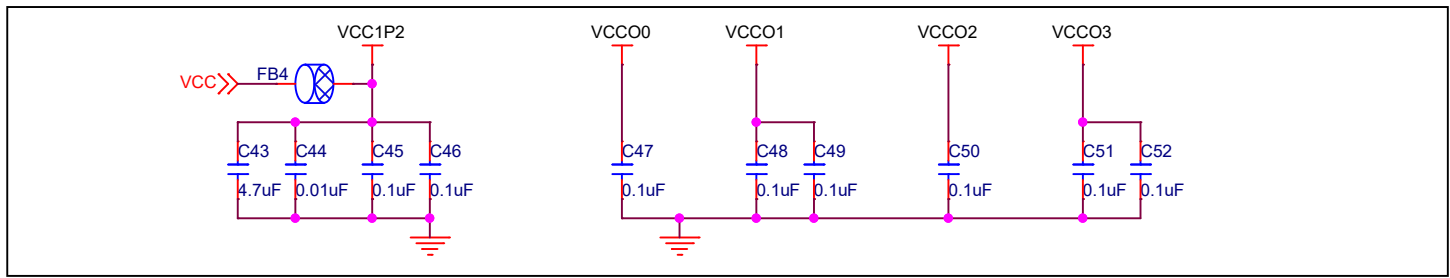 VCC1P2 VCCO0 VCCO1 VCCO2 VCCO3
VCC FB4
C43 C44 C45 C46 C47 C48 C49 C50 C51 C52
4.7uF 0.01uF 0.1uF 0.1uF 0.1uF 0.1uF 0.1uF 0.1uF 0.1uF 0.1uF